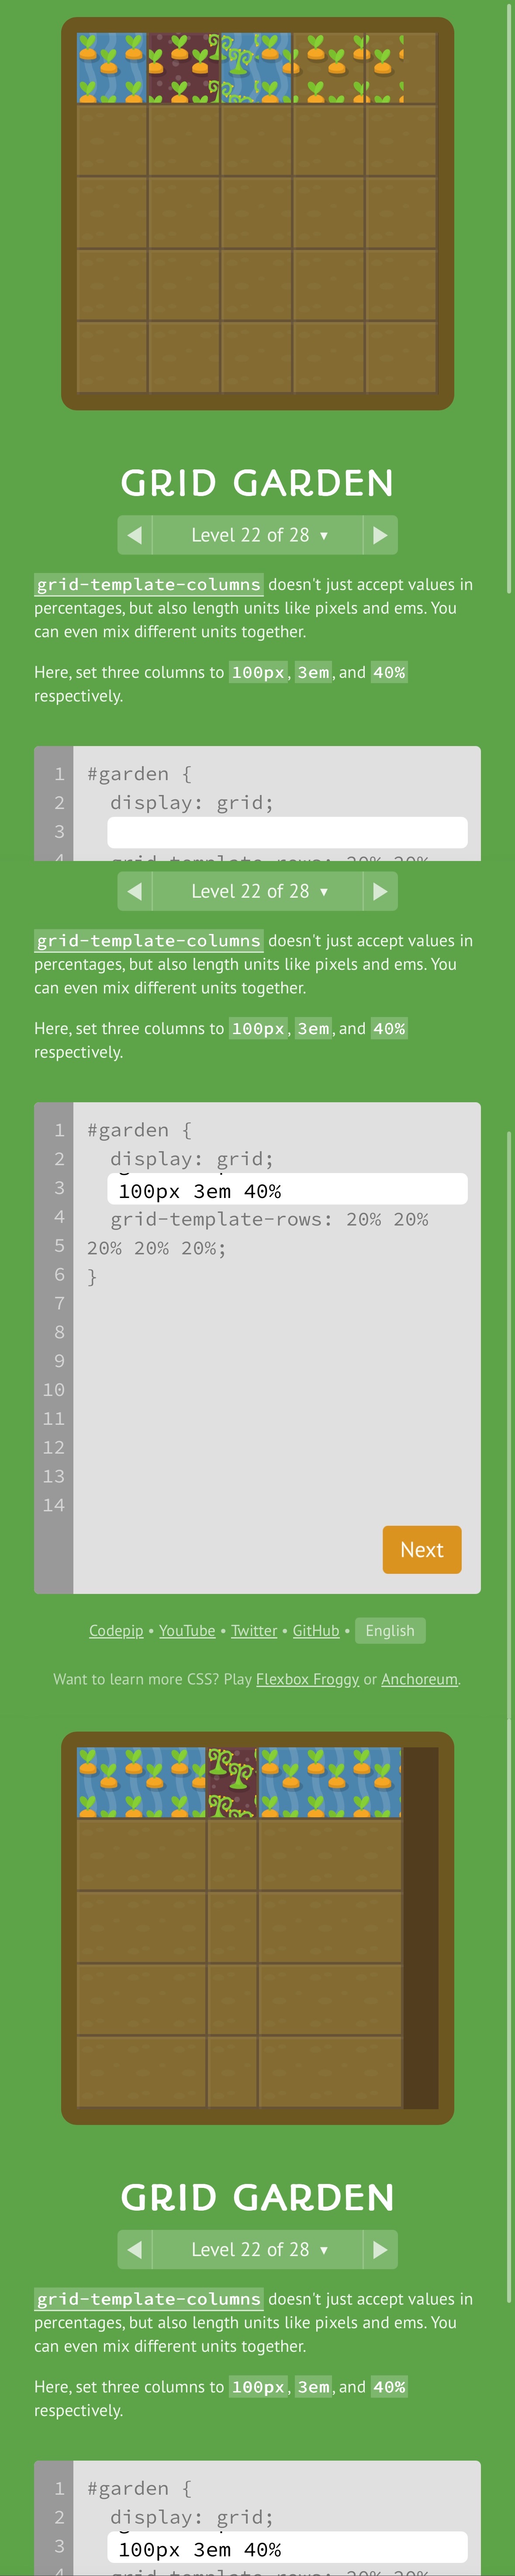 GRID GARDEN
◀ Level 22 of 28 ▼ ▶
grid-template-columns doesn't just accept values in
percentages, but also length units like pixels and ems. You
can even mix different units together.
Here, set three columns to 100px, 3em, and 40%
respectively.
1 #garden {
2 display: grid;
3
4 grid-template-rows: 20% 20%
◀ Level 22 of 28 ▼ ▶
grid-template-columns doesn't just accept values in
percentages, but also length units like pixels and ems. You
can even mix different units together.
Here, set three columns to 100px, 3em, and 40%
respectively.
1 #garden {
2 display: grid;
3 100px 3em 40%
4 grid-template-rows: 20% 20%
5 20% 20% 20%;
6 }
7
8
9
10
11
12
13
14
Next
Codepip • YouTube • Twitter • GitHub • English
Want to learn more CSS? Play Flexbox Froggy or Anchoreum.
GRID GARDEN
◀ Level 22 of 28 ▼ ▶
grid-template-columns doesn't just accept values in
percentages, but also length units like pixels and ems. You
can even mix different units together.
Here, set three columns to 100px, 3em, and 40%
respectively.
1 #garden {
2 display: grid;
3 100px 3em 40%